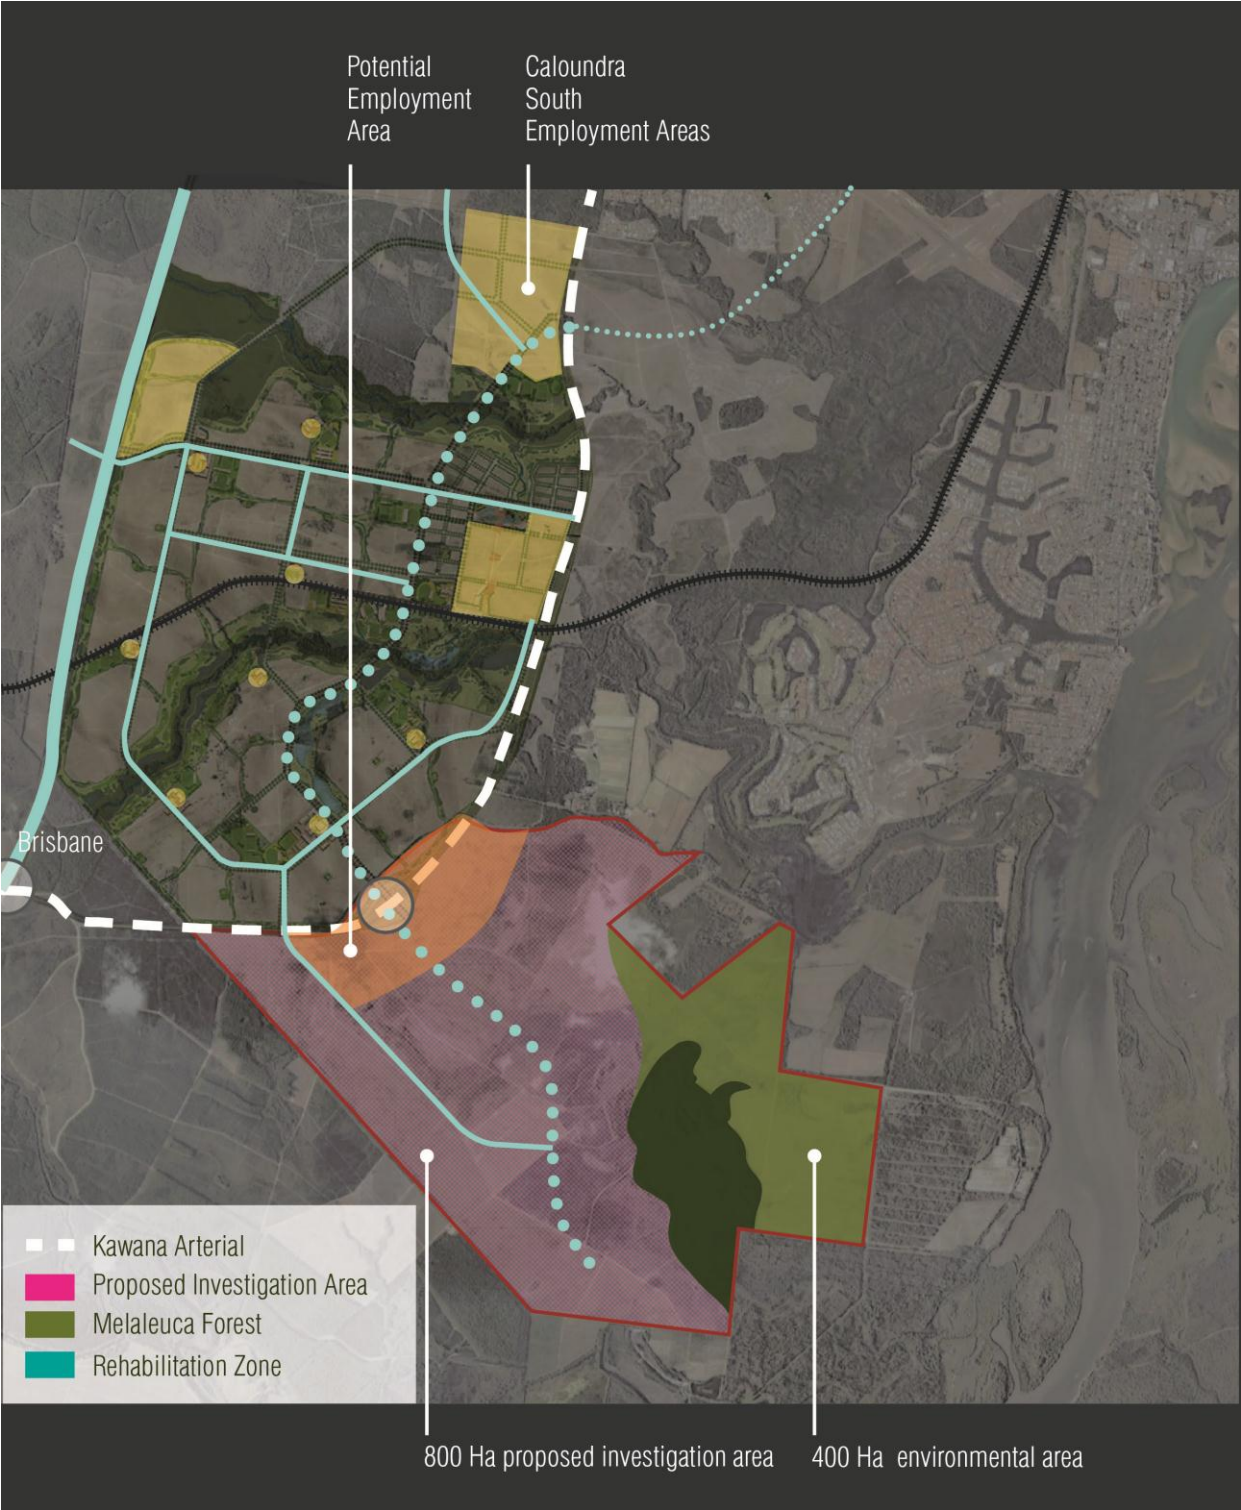 Potential
Employment
Area
Caloundra
South
Employment Areas
Brisbane
Kawana Arterial
Proposed Investigation Area
Melaleuca Forest
Rehabilitation Zone
800 Ha proposed investigation area
400 Ha environmental area